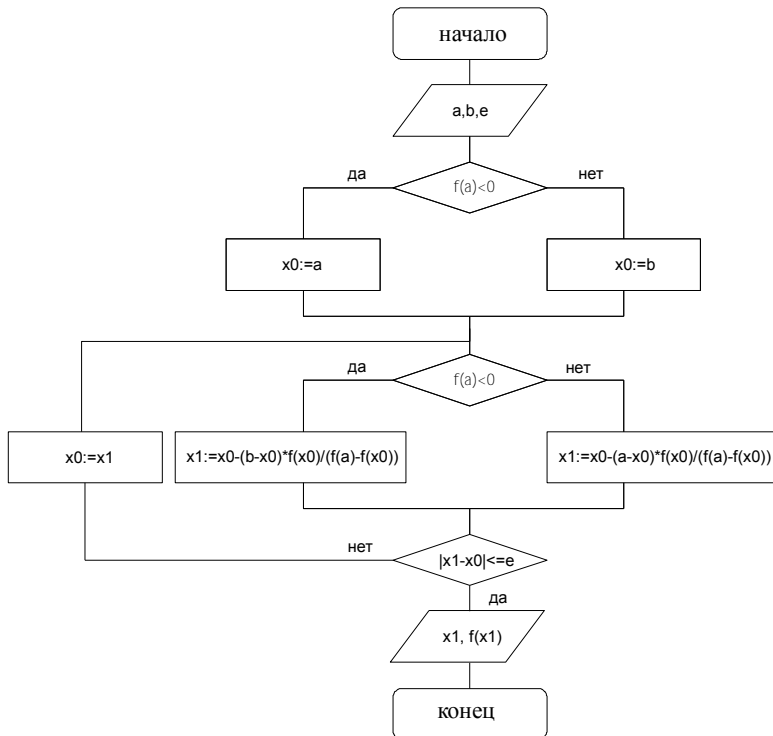 начало
a,b,e
да
нет
f(a)<0
x0:=a
x0:=b
да
нет
f(a)<0
x0:=x1
x1:=x0-(b-x0)*f(x0)/(f(a)-f(x0))
x1:=x0-(a-x0)*f(x0)/(f(a)-f(x0))
нет
|x1-x0|<=e
да
x1, f(x1)
конец